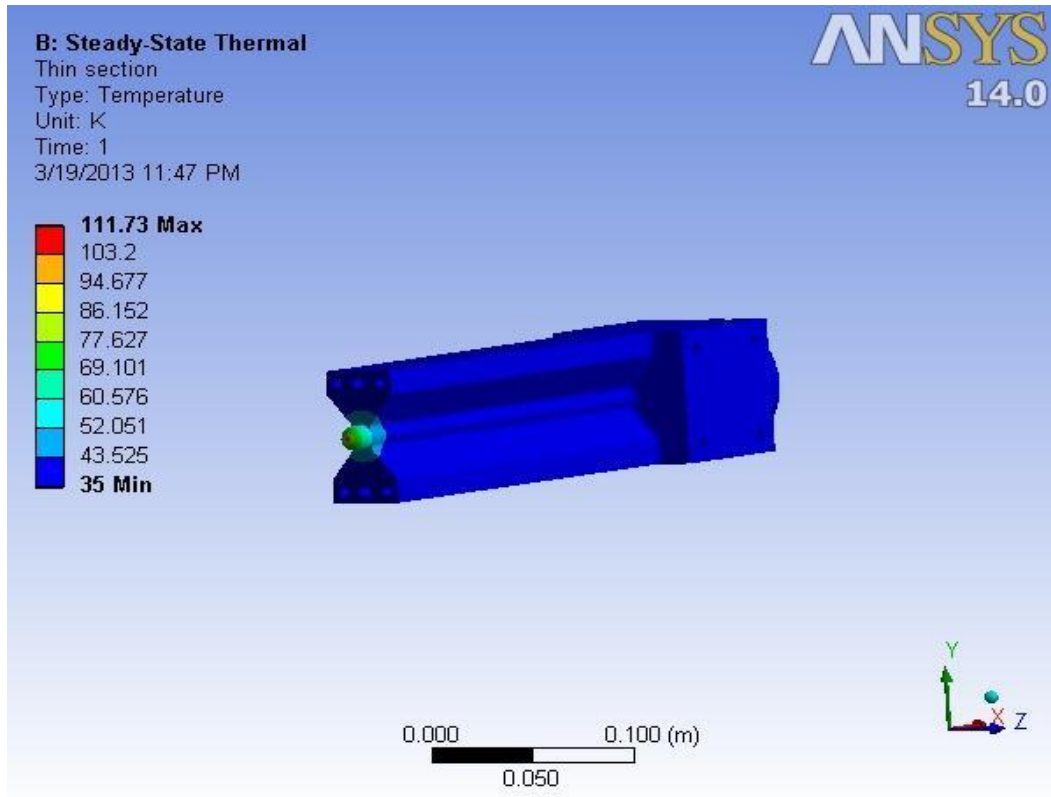 B: Steady-State Thermal
Thin section
Type: Temperature
Unit: K
Time: 1
3/19/2013 11:47 PM
ANSYS
14.0
111.73 Max
103.2
94.677
86.152
77.627
69.101
60.576
52.051
43.525
35 Min
0.000 0.100 (m)
0.050
Y
X
Z